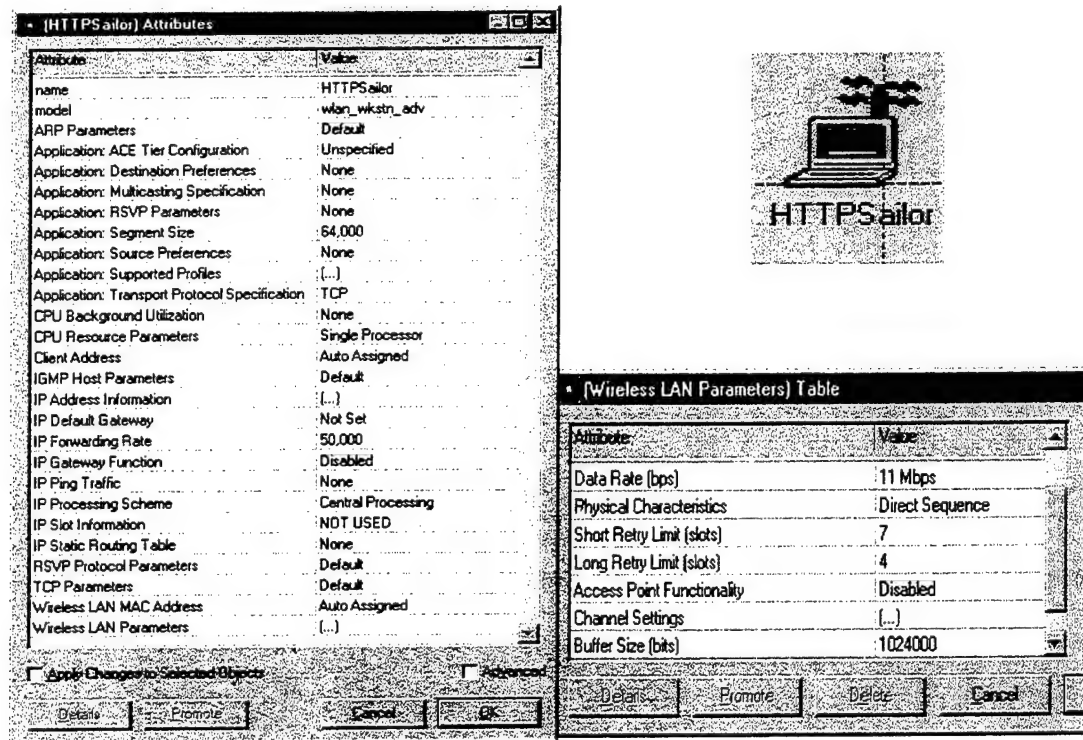 (HTTPSailor) Attributes
Attribute Value
name HTTPSailor
model wlan_wkstn_adv
ARP Parameters Default
Application: ACE Tier Configuration Unspecified
Application: Destination Preferences None
Application: Multicasting Specification None
Application: RSVP Parameters None
Application: Segment Size 64,000
Application: Source Preferences None
Application: Supported Profiles (...)
Application: Transport Protocol Specification TCP
CPU Background Utilization None
CPU Resource Parameters Single Processor
Client Address Auto Assigned
IGMP Host Parameters Default
IP Address Information (...)
IP Default Gateway Not Set
IP Forwarding Rate 50,000
IP Gateway Function Disabled
IP Ping Traffic None
IP Processing Scheme Central Processing
IP Slot Information NOT USED
IP Static Routing Table None
RSVP Protocol Parameters Default
TCP Parameters Default
Wireless LAN MAC Address Auto Assigned
Wireless LAN Parameters (...)
Apply Changes to Selected Objects Advanced
Details Promote Cancel OK
HTTPSailor
(Wireless LAN Parameters) Table
Attribute Value
Data Rate (bps) 11 Mbps
Physical Characteristics Direct Sequence
Short Retry Limit (slots) 7
Long Retry Limit (slots) 4
Access Point Functionality Disabled
Channel Settings (...)
Buffer Size (bits) 1024000
Details Promote Delete Cancel